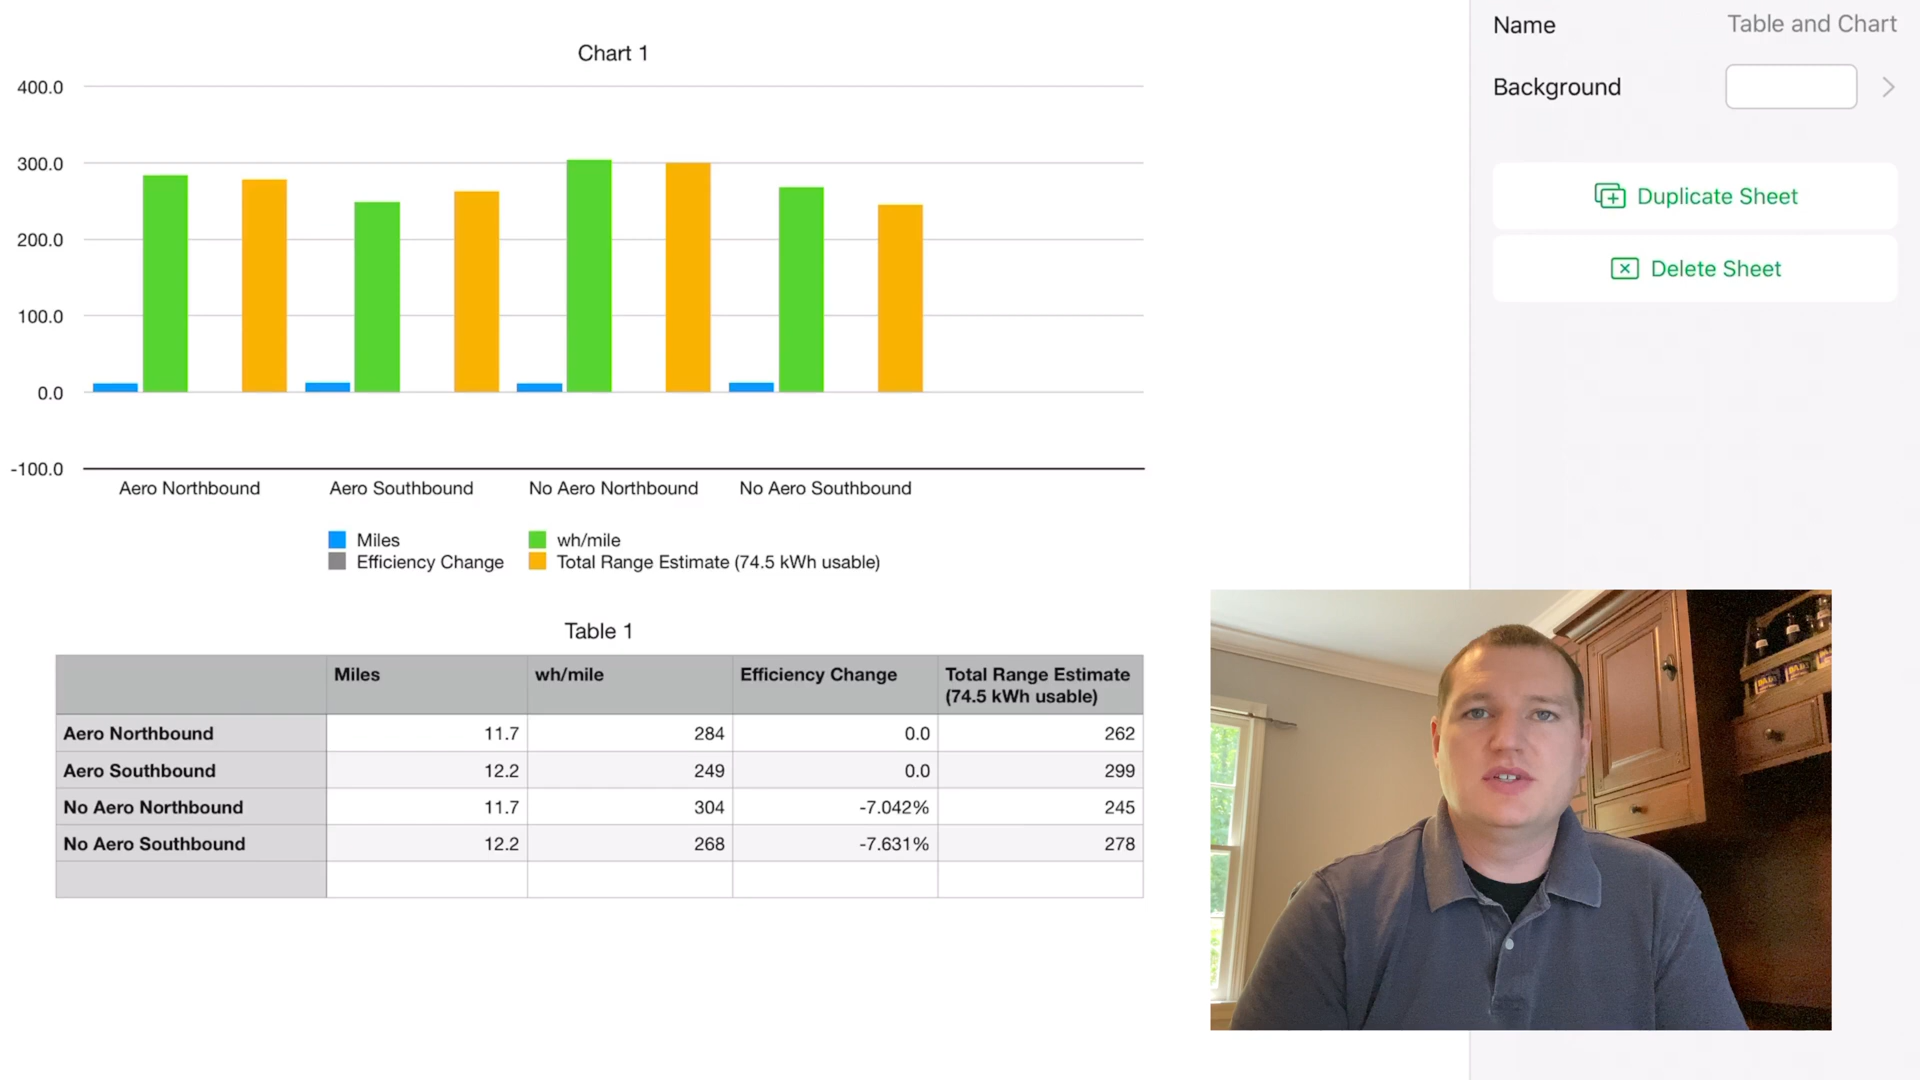 Chart 1
400.0
300.0
200.0
100.0
0.0
-100.0
Aero Northbound Aero Southbound No Aero Northbound No Aero Southbound
Miles wh/mile
Efficiency Change Total Range Estimate (74.5 kWh usable)
Table 1
Miles wh/mile Efficiency Change Total Range Estimate
(74.5 kWh usable)
Aero Northbound 11.7 284 0.0 262
Aero Southbound 12.2 249 0.0 299
No Aero Northbound 11.7 304 -7.042% 245
No Aero Southbound 12.2 268 -7.631% 278
Name Table and Chart
Background
Duplicate Sheet
Delete Sheet